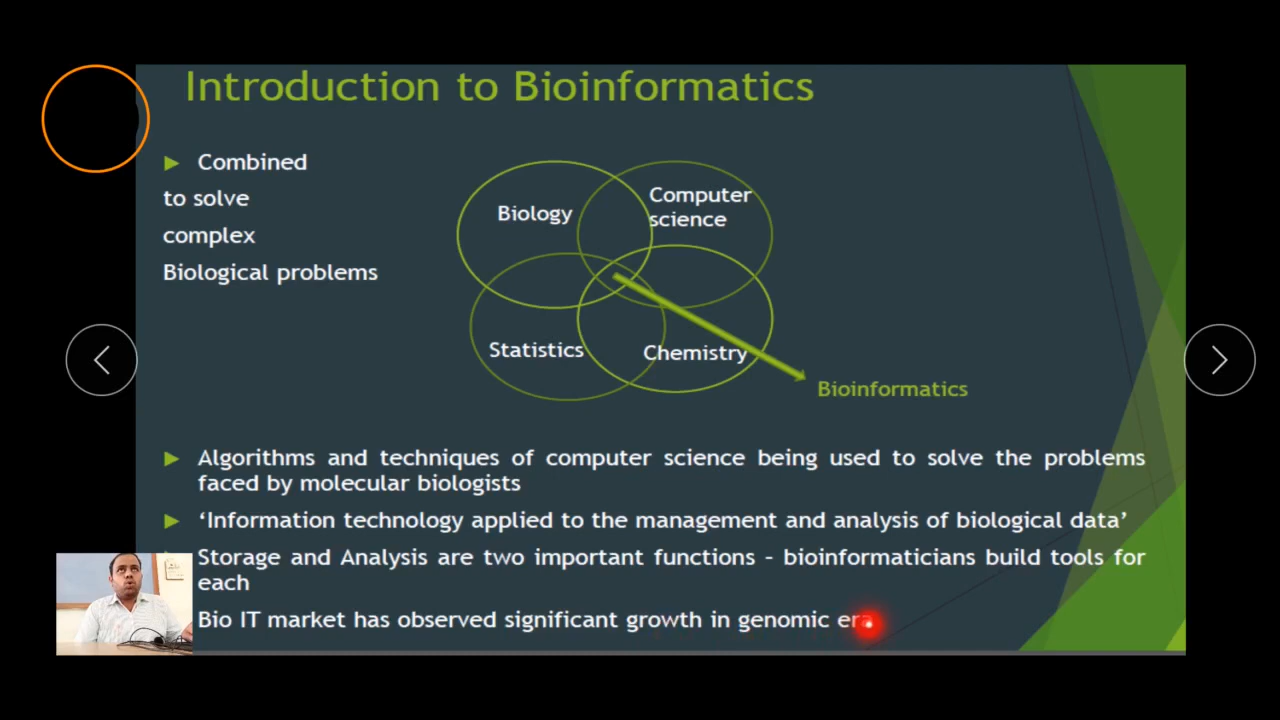 Introduction to Bioinformatics
Combined
to solve
complex
Biological problems
Biology
Computer
science
Statistics
Chemistry
Bioinformatics
Algorithms and techniques of computer science being used to solve the problems
faced by molecular biologists
‘Information technology applied to the management and analysis of biological data’
Storage and Analysis are two important functions – bioinformaticians build tools for
each
Bio IT market has observed significant growth in genomic era